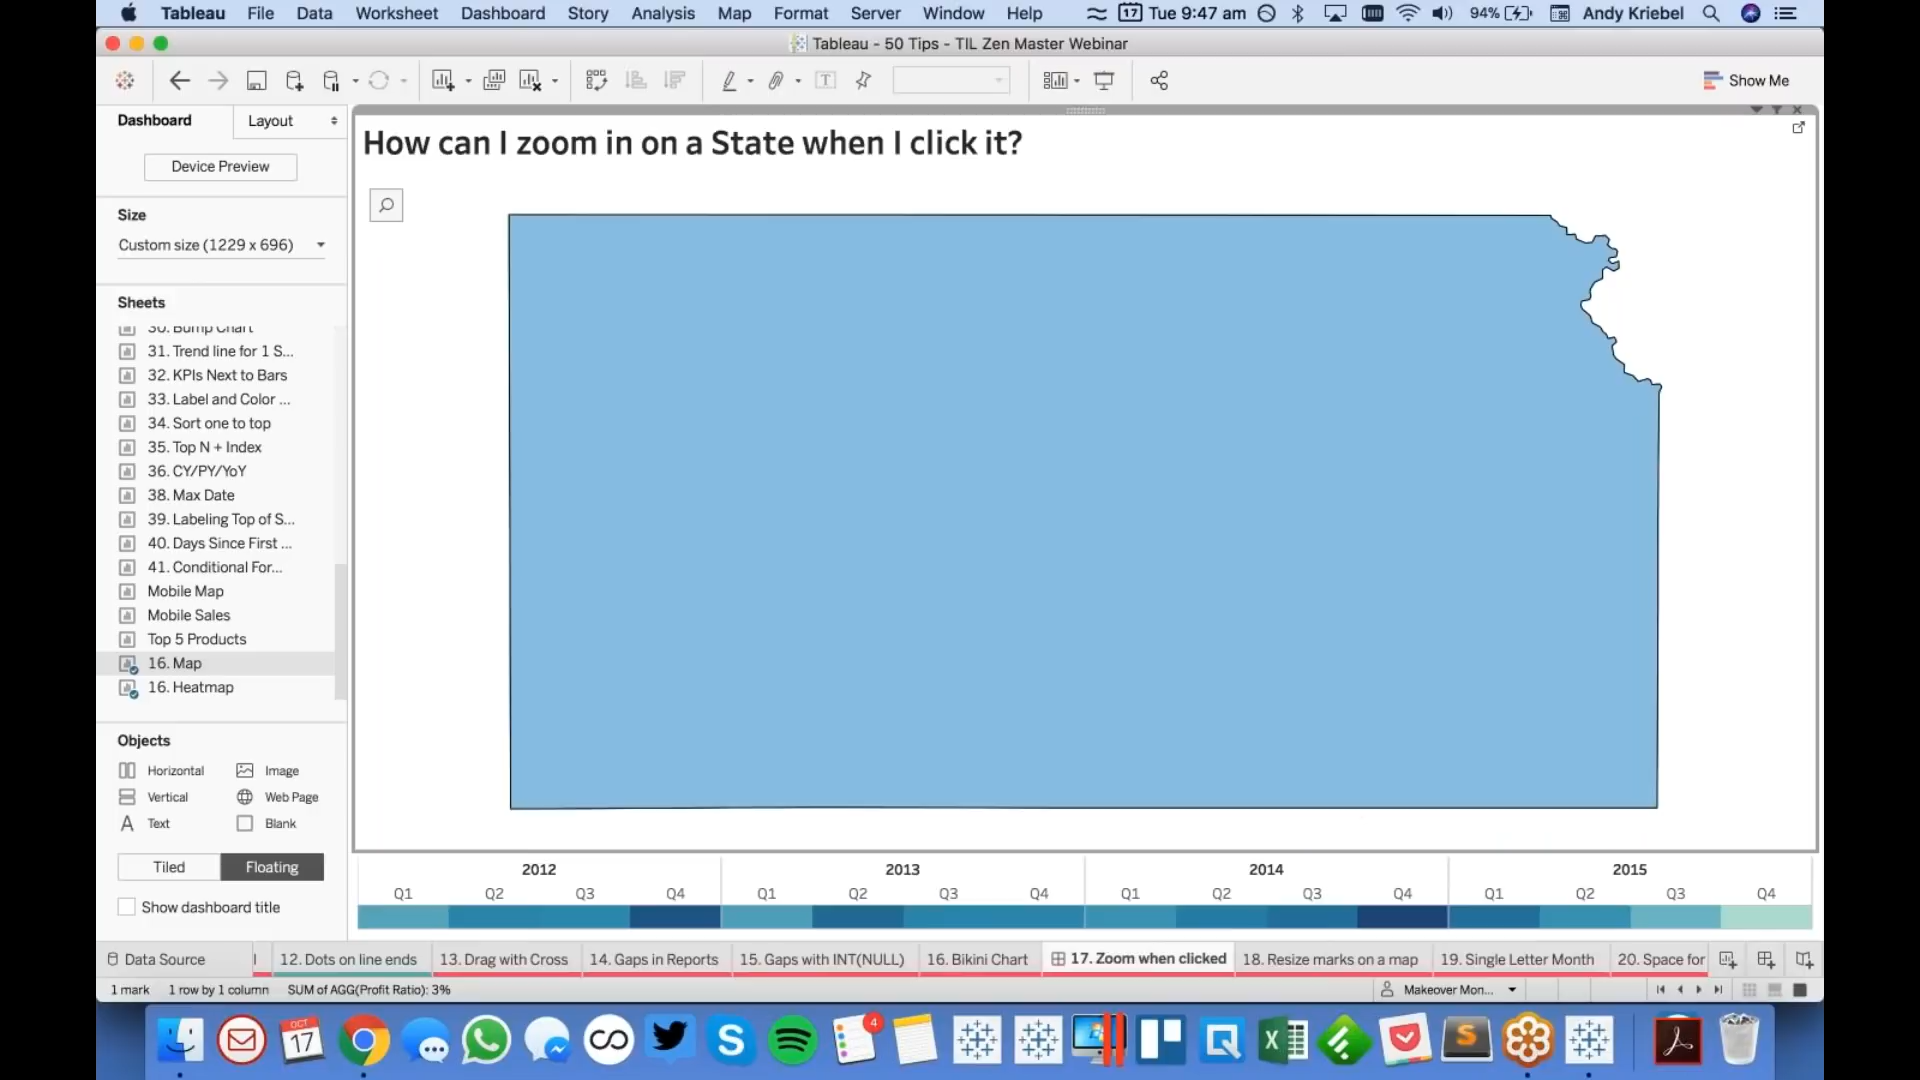 Tableau File Data Worksheet Dashboard Story Analysis Map Format Server Window Help 17 Tue 9:47 am 94% Andy Kriebel
Tableau - 50 Tips - TIL Zen Master Webinar
Show Me
Dashboard Layout
Device Preview
Size
Custom size (1229 x 696)
Sheets
30. Bump Chart
31. Trend line for 1 S...
32. KPIs Next to Bars
33. Label and Color ...
34. Sort one to top
35. Top N + Index
36. CY/PY/YoY
38. Max Date
39. Labeling Top of S...
40. Days Since First ...
41. Conditional For...
Mobile Map
Mobile Sales
Top 5 Products
16. Map
16. Heatmap
Objects
Horizontal Image
Vertical Web Page
A Text Blank
Tiled Floating
Show dashboard title
How can I zoom in on a State when I click it?
2012 2013 2014 2015
Q1 Q2 Q3 Q4 Q1 Q2 Q3 Q4 Q1 Q2 Q3 Q4 Q1 Q2 Q3 Q4
Data Source 12. Dots on line ends 13. Drag with Cross 14. Gaps in Reports 15. Gaps with INT(NULL) 16. Bikini Chart 17. Zoom when clicked 18. Resize marks on a map 19. Single Letter Month 20. Space for
1 mark 1 row by 1 column SUM of AGG(Profit Ratio): 3% Makeover Mon...
OCT
17
4
S
S